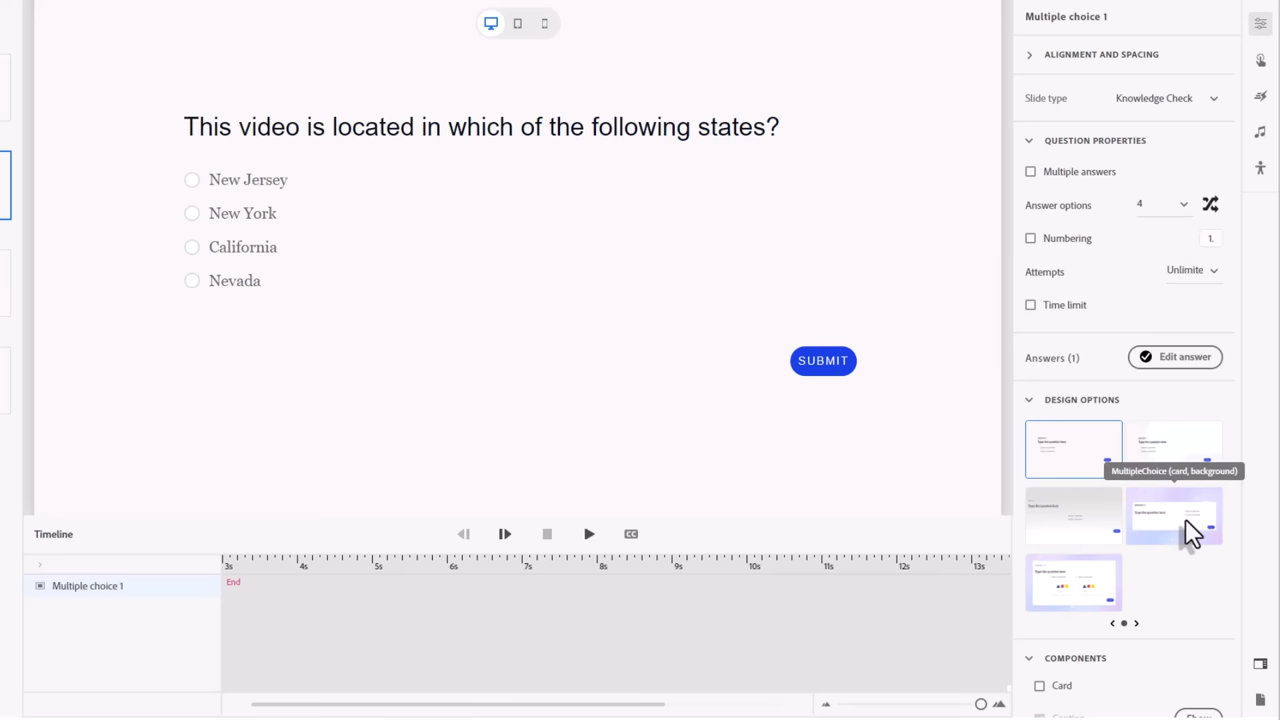 Multiple choice 1
ALIGNMENT AND SPACING
Slide type Knowledge Check
This video is located in which of the following states?
New Jersey
New York
California
Nevada
SUBMIT
QUESTION PROPERTIES
Multiple answers
Answer options 4
Numbering 1.
Attempts Unlimite
Time limit
Answers (1) Edit answer
DESIGN OPTIONS
MultipleChoice (card, background)
COMPONENTS
Card
Timeline
CC
3s 4s 5s 6s 7s 8s 9s 10s 11s 12s 13s
End
Multiple choice 1